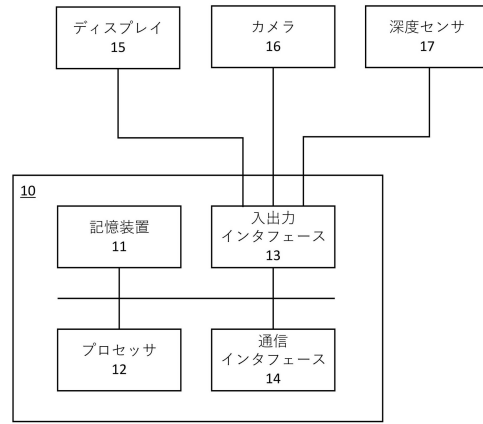 ディスプレイ
15
カメラ
16
深度センサ
17
10
記憶装置
11
入出力
インタフェース
13
プロセッサ
12
通信
インタフェース
14